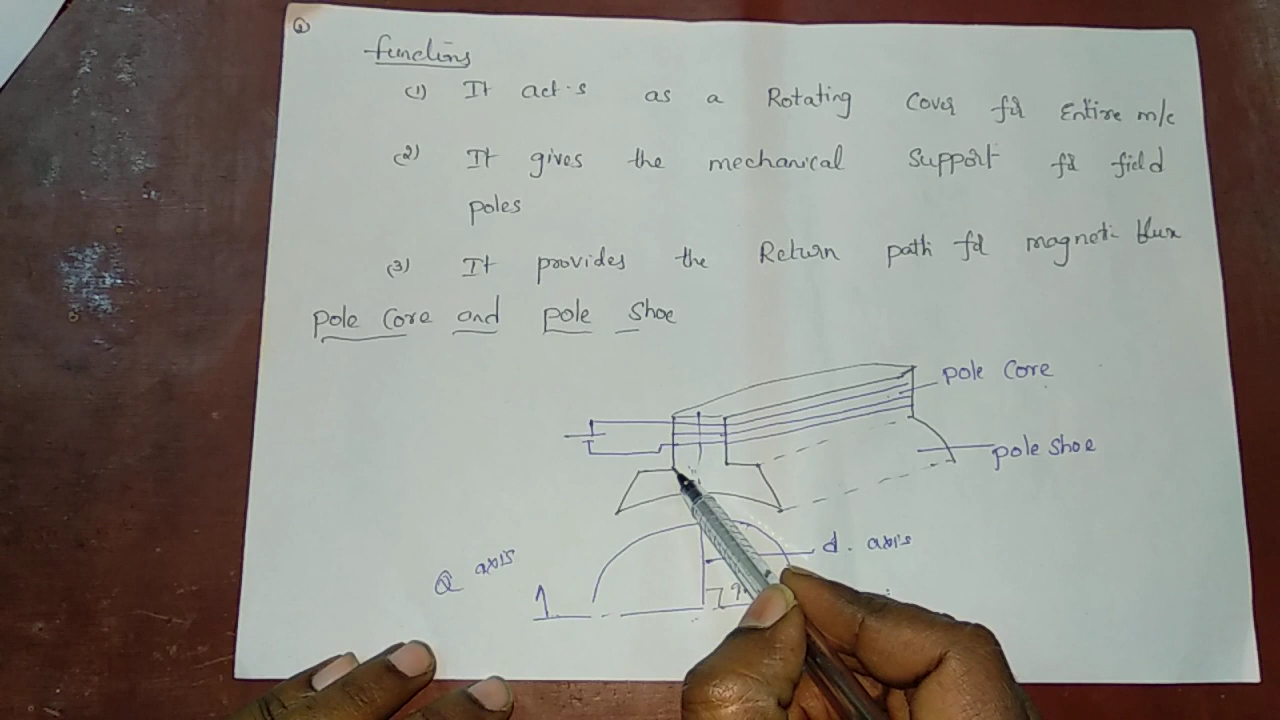 functions
(1) It acts as a Rotating Cover for Entire m/c
(2) It gives the mechanical Support for field
poles
(3) It provides the Return path for magnetic flux
pole Core and pole Shoe
pole Core
pole Shoe
d. axis
Q axis